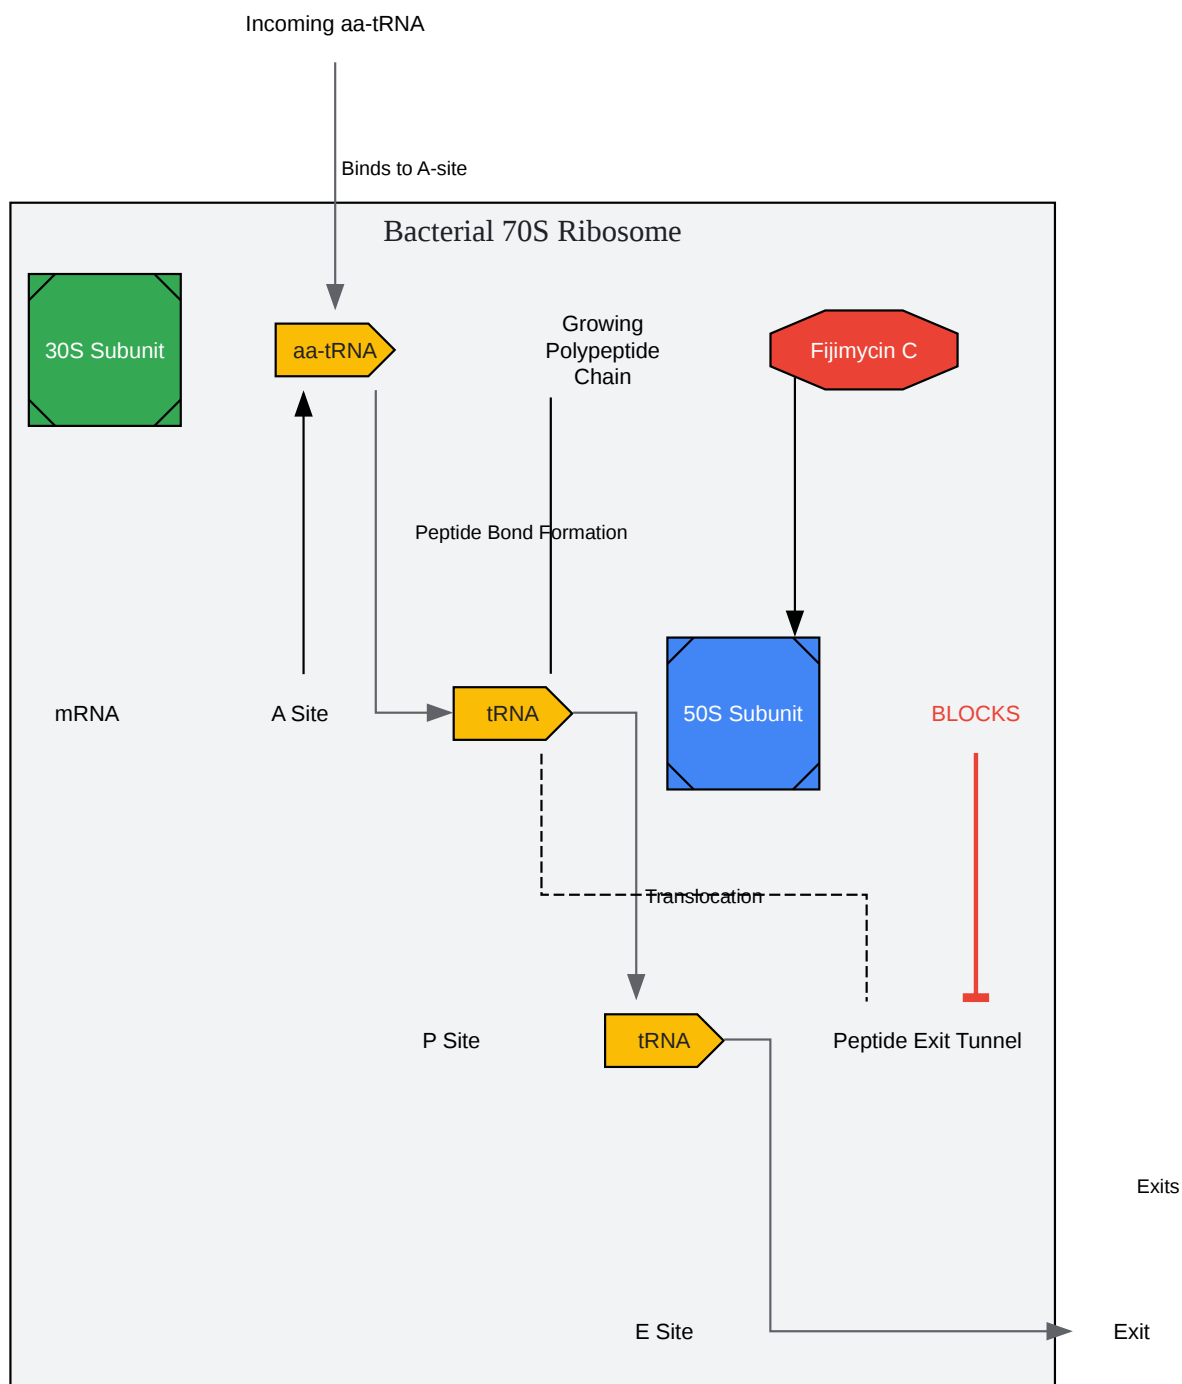 Incoming aa-tRNA
Binds to A-site
Bacterial 70S Ribosome
30S Subunit
aa-tRNA
Growing
Polypeptide
Chain
Fijimycin C
Peptide Bond Formation
mRNA
A Site
tRNA
50S Subunit
BLOCKS
Translocation
P Site
tRNA
Peptide Exit Tunnel
Exits
E Site
Exit